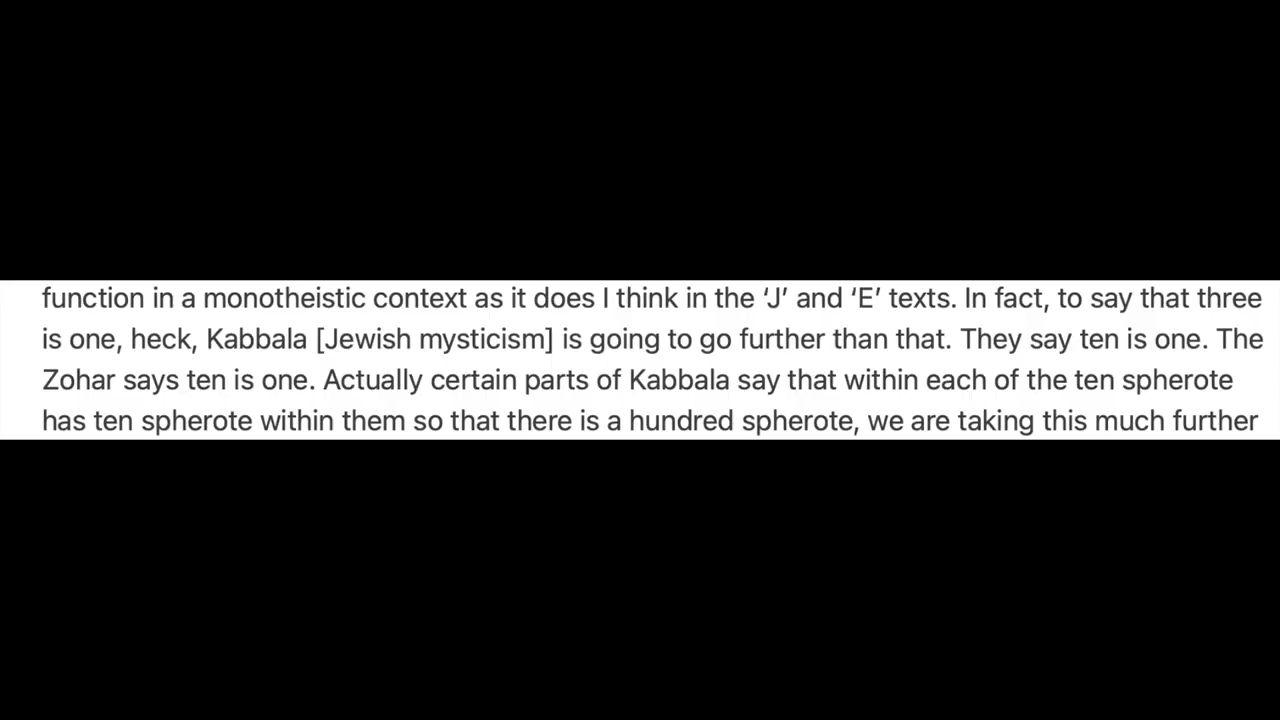 function in a monotheistic context as it does I think in the ‘J’ and ‘E’ texts. In fact, to say that three
is one, heck, Kabbala [Jewish mysticism] is going to go further than that. They say ten is one. The
Zohar says ten is one. Actually certain parts of Kabbala say that within each of the ten spherote
has ten spherote within them so that there is a hundred spherote, we are taking this much further